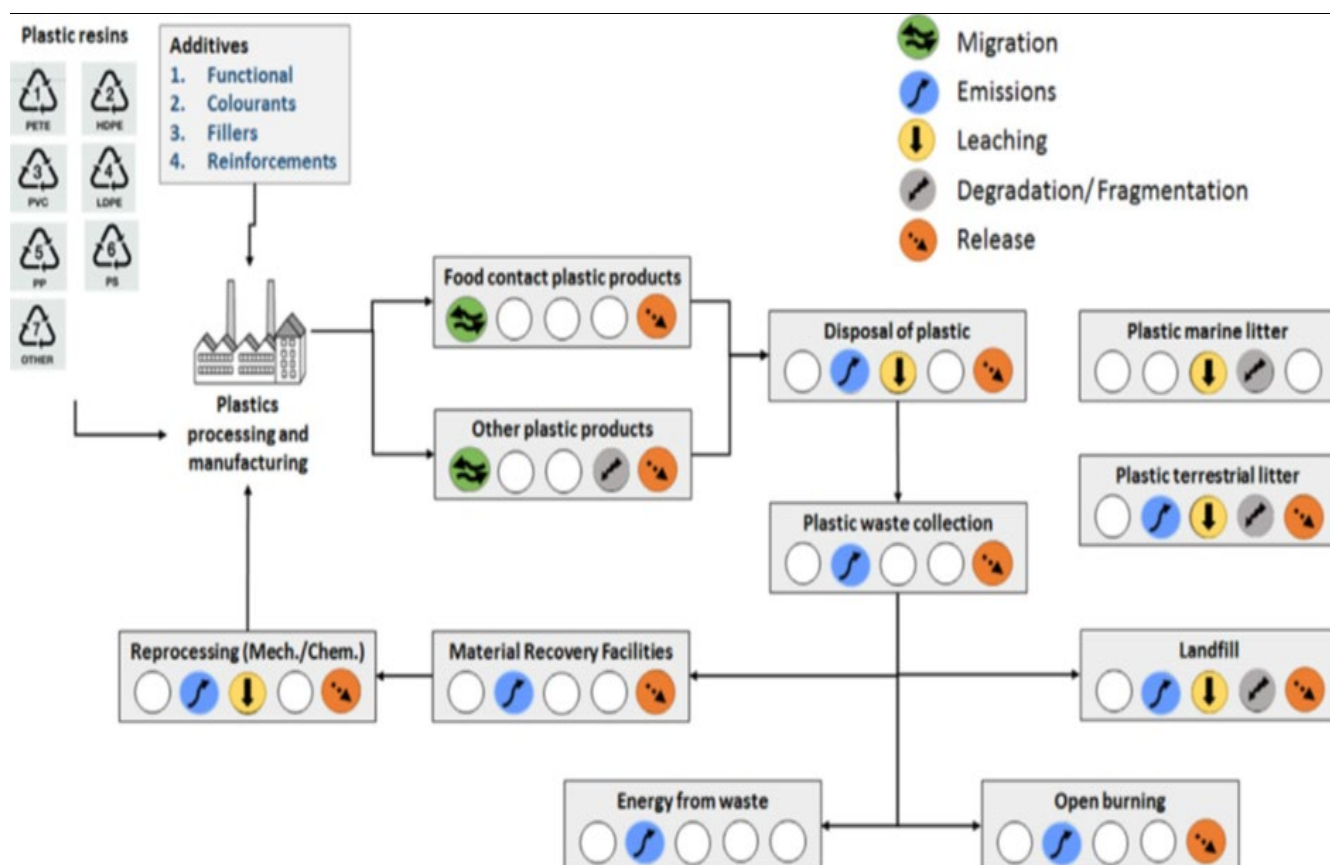 Plastic resins
1
PETE
2
HDPE
3
PVC
4
LDPE
5
PP
6
PS
7
OTHER
Additives
1. Functional
2. Colourants
3. Fillers
4. Reinforcements
Migration
Emissions
Leaching
Degradation/Fragmentation
Release
Plastics
processing and
manufacturing
Food contact plastic products
Other plastic products
Disposal of plastic
Plastic marine litter
Plastic terrestrial litter
Plastic waste collection
Reprocessing (Mech./Chem.)
Material Recovery Facilities
Landfill
Energy from waste
Open burning